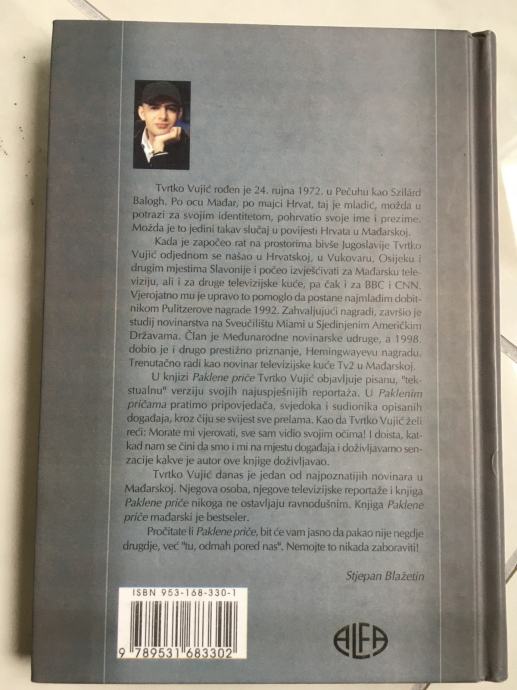 Tvrtko Vujić rođen je 24. rujna 1972. u Pečuhu kao Szilárd
Balogh. Po ocu Mađar, po majci Hrvat, taj je mladić, možda u
potrazi za svojim identitetom, pohrvatio svoje ime i prezime.
Možda je to jedini takav slučaj u povijesti Hrvata u Mađarskoj.
Kada je započeo rat na prostorima bivše Jugoslavije Tvrtko
Vujić odjednom se našao u Hrvatskoj, u Vukovaru, Osijeku i
drugim mjestima Slavonije i počeo izvješćivati za Mađarsku tele-
viziju, ali i za druge televizijske kuće, pa čak i za BBC i CNN.
Vjerojatno mu je upravo to pomoglo da postane najmlađim dobit-
nikom Pulitzerove nagrade 1992. Zahvaljujući nagradi, završio je
studij novinarstva na Sveučilištu Miami u Sjedinjenim Američkim
Državama. Član je Međunarodne novinarske udruge, a 1998.
dobio je i drugo prestižno priznanje, Hemingwayevu nagradu.
Trenutačno radi kao novinar televizijske kuće Tv2 u Mađarskoj.
U knjizi Paklene priče Tvrtko Vujić objavljuje pisanu, "tek-
stualnu" verziju svojih najuspješnijih reportaža. U Paklenim
pričama pratimo pripovjedača, svjedoka i sudionika opisanih
događaja, kroz čiju se svijest sve prelama. Kao da Tvrtko Vujić želi
reći: Morate mi vjerovati, sve sam vidio svojim očima! I doista, kat-
kad nam se čini da smo i mi na mjestu događaja i doživljavamo sen-
zacije kakve je autor ove knjige doživljavao.
Tvrtko Vujić danas je jedan od najpoznatijih novinara u
Mađarskoj. Njegova osoba, njegove televizijske reportaže i knjiga
Paklene priče nikoga ne ostavljaju ravnodušnim. Knjiga Paklene
priče mađarski je bestseler.
Pročitate li Paklene priče, bit će vam jasno da pakao nije negdje
drugdje, već "tu, odmah pored nas". Nemojte to nikada zaboraviti!
Stjepan Blažetin
ISBN 953-168-330-1
9 789531 683302
ALFA